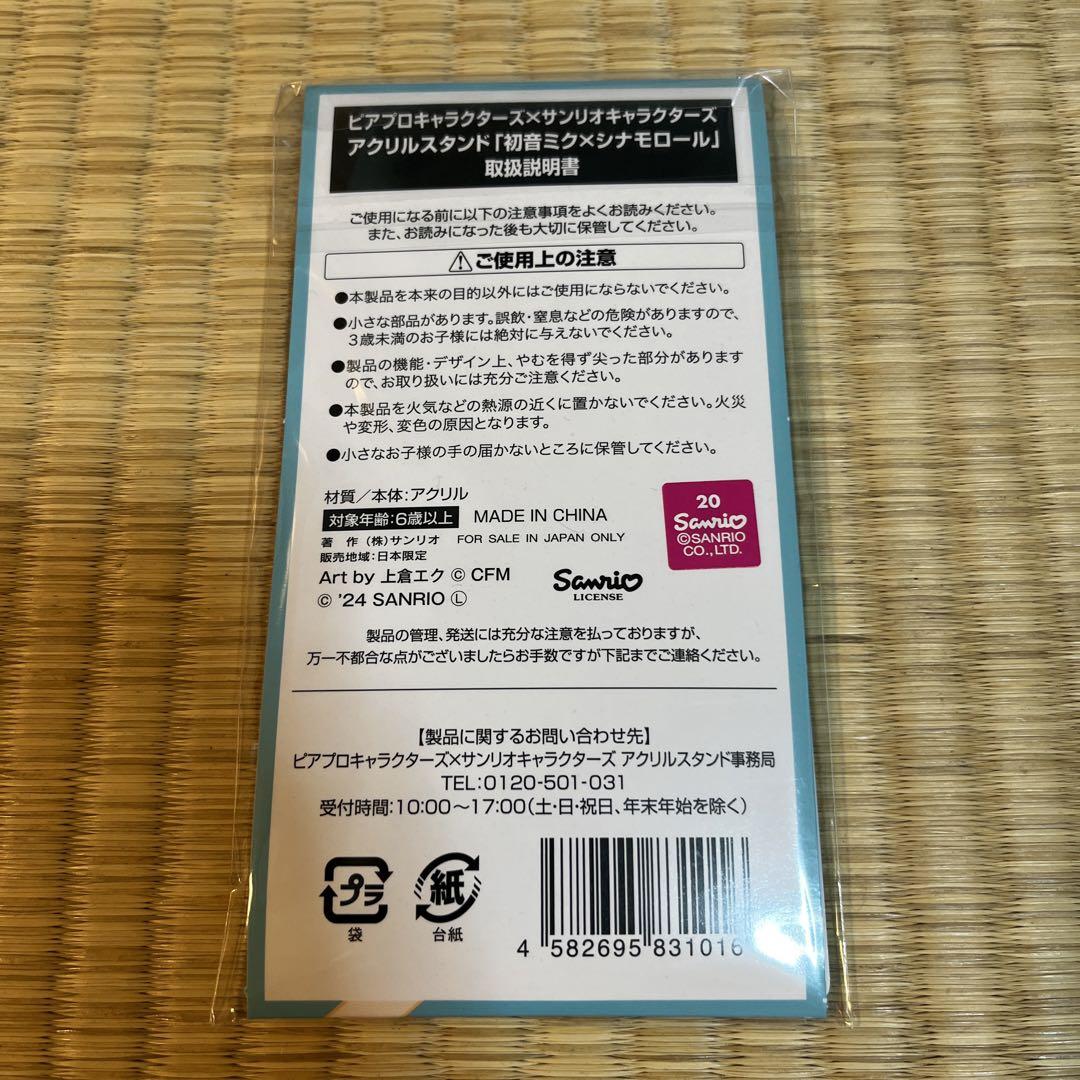 ピアプロキャラクターズ×サンリオキャラクターズ
アクリルスタンド「初音ミク×シナモロール」
取扱説明書
ご使用になる前に以下の注意事項をよくお読みください。
また、お読みになった後も大切に保管してください。
⚠ご使用上の注意
●本製品を本来の目的以外にはご使用にならないでください。
●小さな部品があります。誤飲・窒息などの危険がありますので、
3歳未満のお子様には絶対に与えないでください。
●製品の機能・デザイン上、やむを得ず尖った部分があります
ので、お取り扱いには充分ご注意ください。
●本製品を火気などの熱源の近くに置かないでください。火災
や変形、変色の原因となります。
●小さなお子様の手の届かないところに保管してください。
材質／本体:アクリル
対象年齢:6歳以上 MADE IN CHINA
著 作 (株)サンリオ FOR SALE IN JAPAN ONLY
販売地域:日本限定
Art by 上倉エク © CFM
© '24 SANRIO Ⓛ
Sanrio
LICENSE
20
Sanrio
©SANRIO
CO.,LTD.
製品の管理、発送には充分な注意を払っておりますが、
万一不都合な点がございましたらお手数ですが下記までご連絡ください。
【製品に関するお問い合わせ先】
ピアプロキャラクターズ×サンリオキャラクターズ アクリルスタンド事務局
TEL:0120-501-031
受付時間:10:00〜17:00(土・日・祝日、年末年始を除く)
プラ
袋
紙
台紙
4 582695 831016